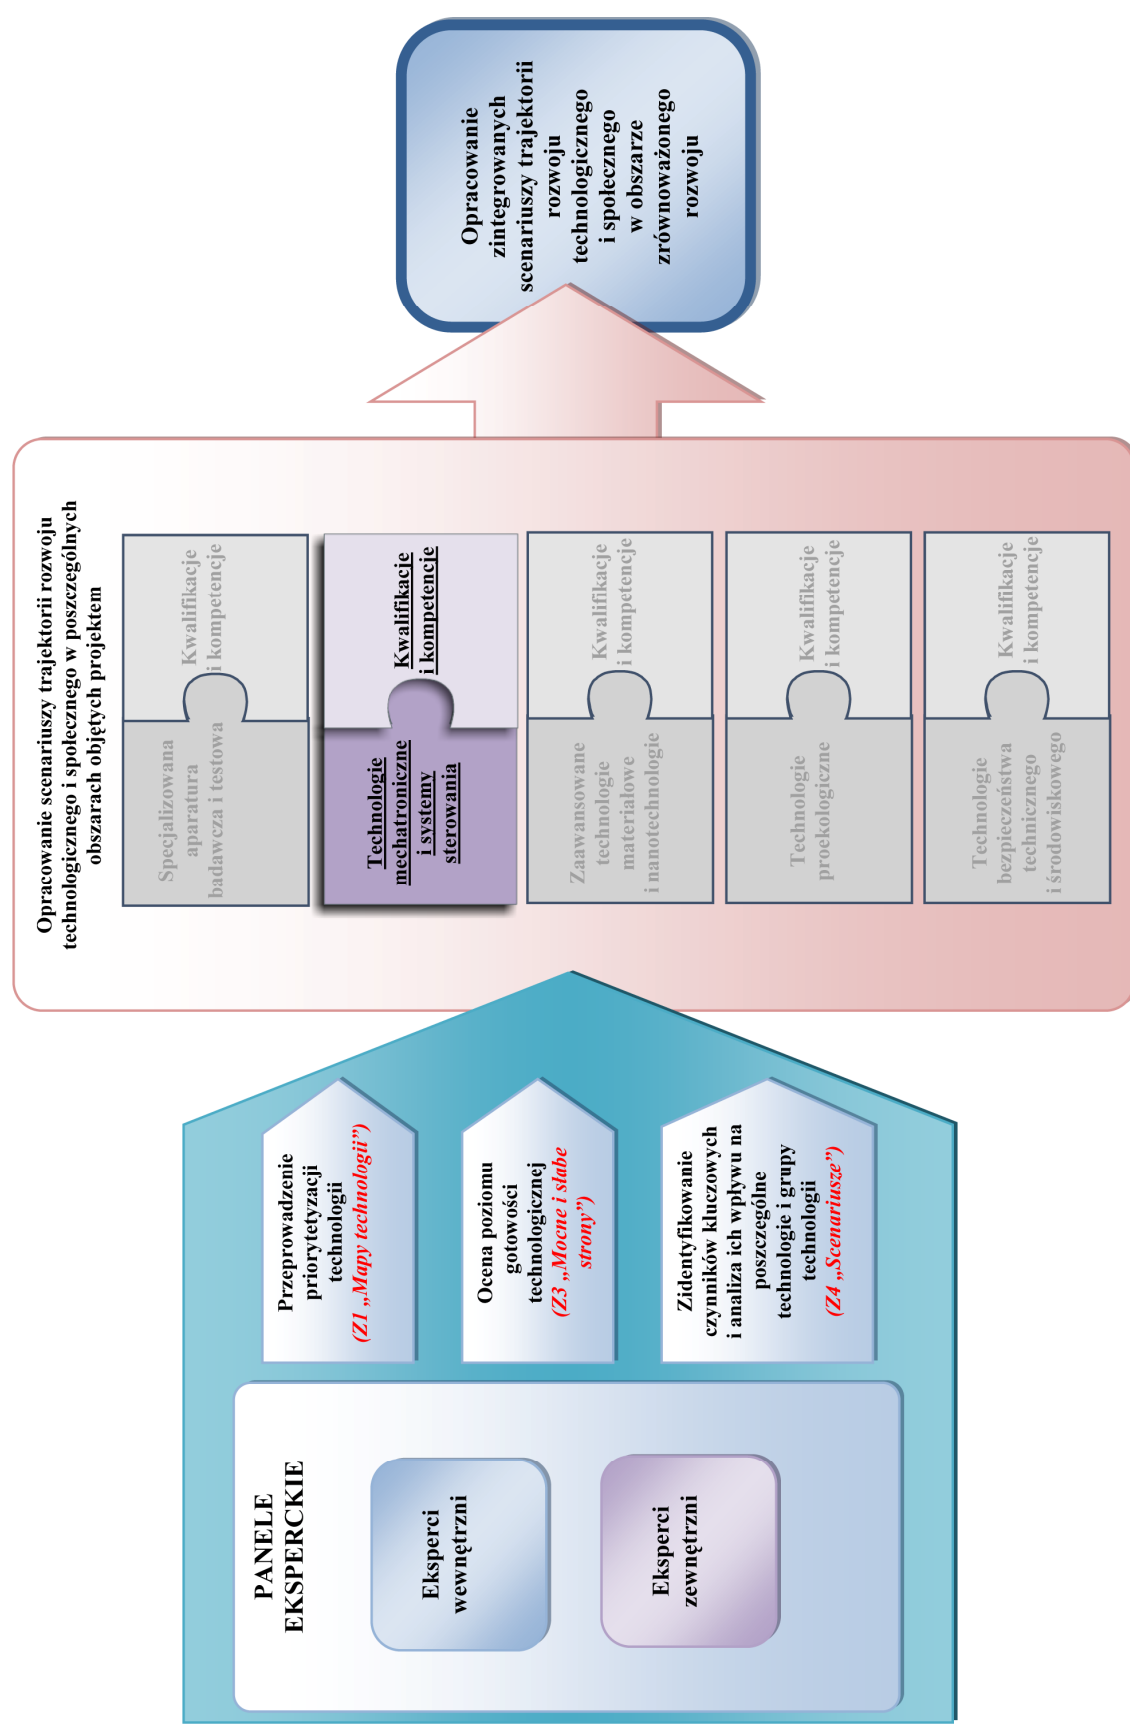 PANELE
EKSPERCKIE
Eksperci
wewnętrzni
Eksperci
zewnętrzni
Przeprowadzenie
priorytetyzacji
technologii
(Z1 „Mapy technologii”)
Ocena poziomu
gotowości
technologicznej
(Z3 „Mocne i słabe
strony”)
Zidentyfikowanie
czynników kluczowych
i analiza ich wpływu na
poszczególne
technologie i grupy
technologii
(Z4 „Scenariusze”)
Opracowanie scenariuszy trajektorii rozwoju
technologicznego i społecznego w poszczególnych
obszarach objętych projektem
Specjalizowana
aparatura
badawcza i testowa
Kwalifikacje
i kompetencje
Technologie
mechatroniczne
i systemy
sterowania
Kwalifikacje
i kompetencje
Zaawansowane
technologie
materiałowe
i nanotechnologie
Kwalifikacje
i kompetencje
Technologie
proekologiczne
Kwalifikacje
i kompetencje
Technologie
bezpieczeństwa
technicznego
i środowiskowego
Kwalifikacje
i kompetencje
Opracowanie
zintegrowanych
scenariuszy trajektorii
rozwoju
technologicznego
i społecznego
w obszarze
zrównoważonego
rozwoju